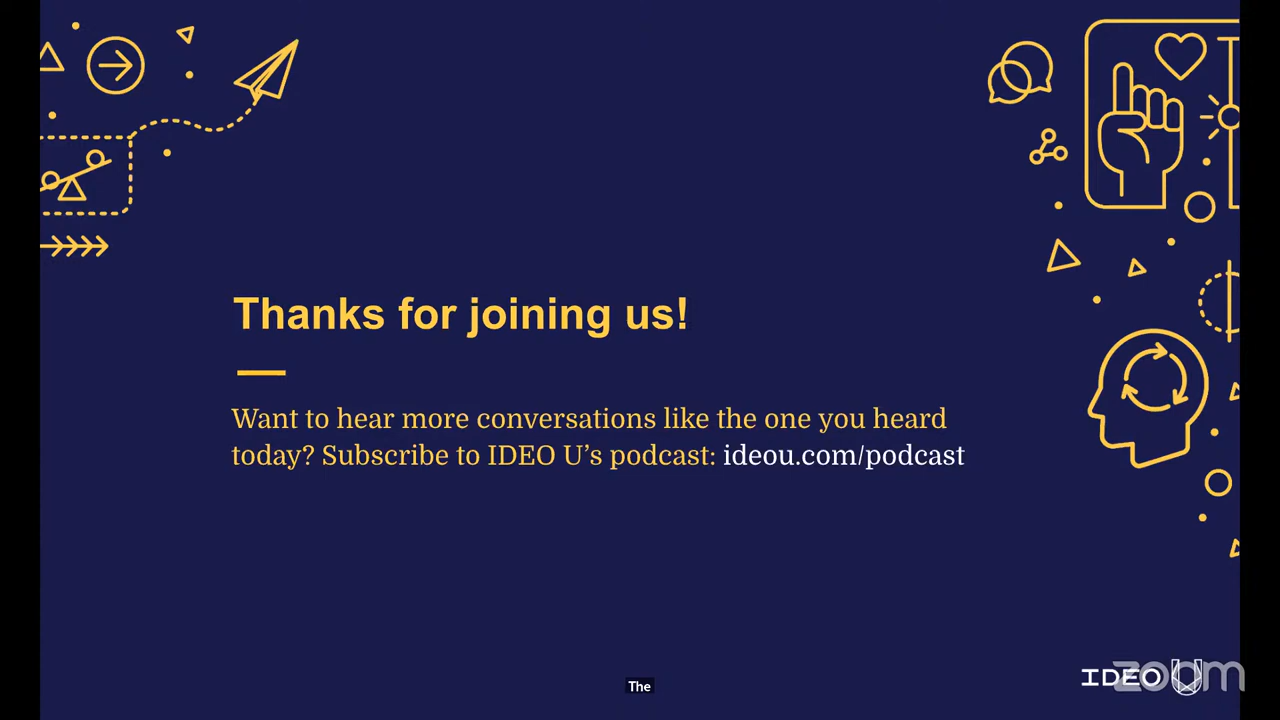 Thanks for joining us!
Want to hear more conversations like the one you heard
today? Subscribe to IDEO U’s podcast: ideou.com/podcast
IDEO U
zoom
The